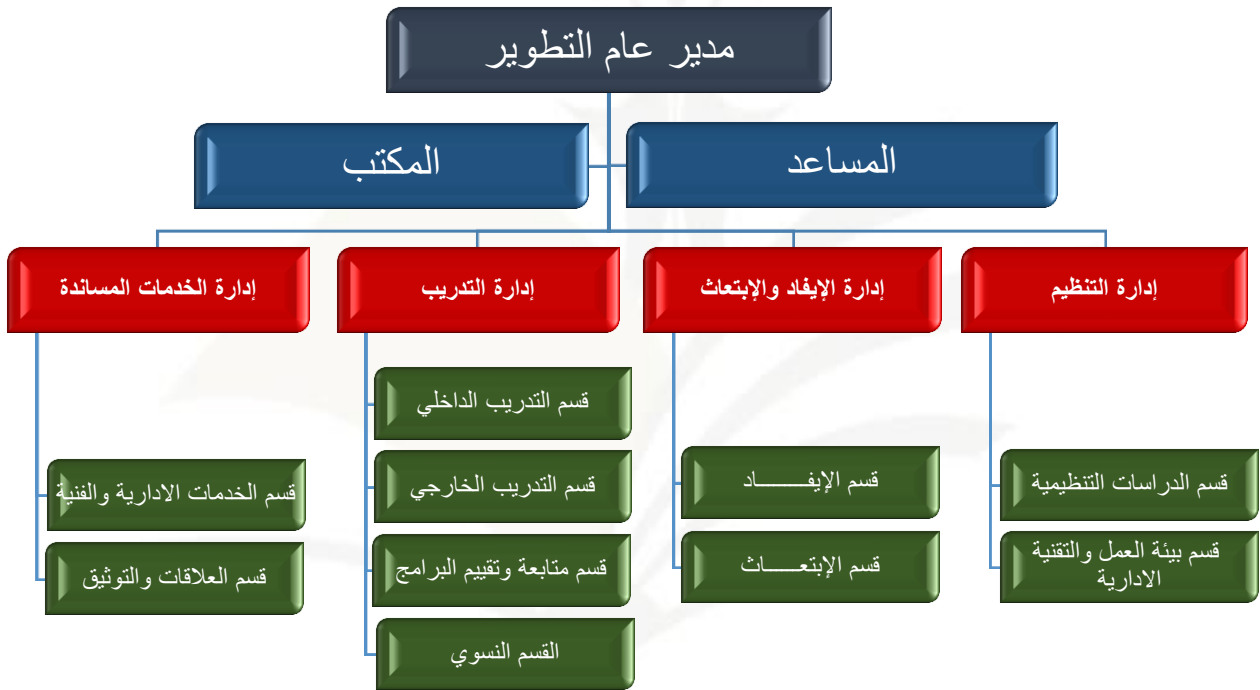 مدير عام التطوير
المساعد
المكتب
إدارة التنظيم
إدارة الإيفاد والإبتعاث
إدارة التدريب
إدارة الخدمات المساندة
قسم الدراسات التنظيمية
قسم بيئة العمل والتقنية
الادارية
قسم الإيفــــــــاد
قسم الإبتعــــــاث
قسم التدريب الداخلي
قسم التدريب الخارجي
قسم متابعة وتقييم البرامج
القسم النسوي
قسم الخدمات الادارية والفنية
قسم العلاقات والتوثيق